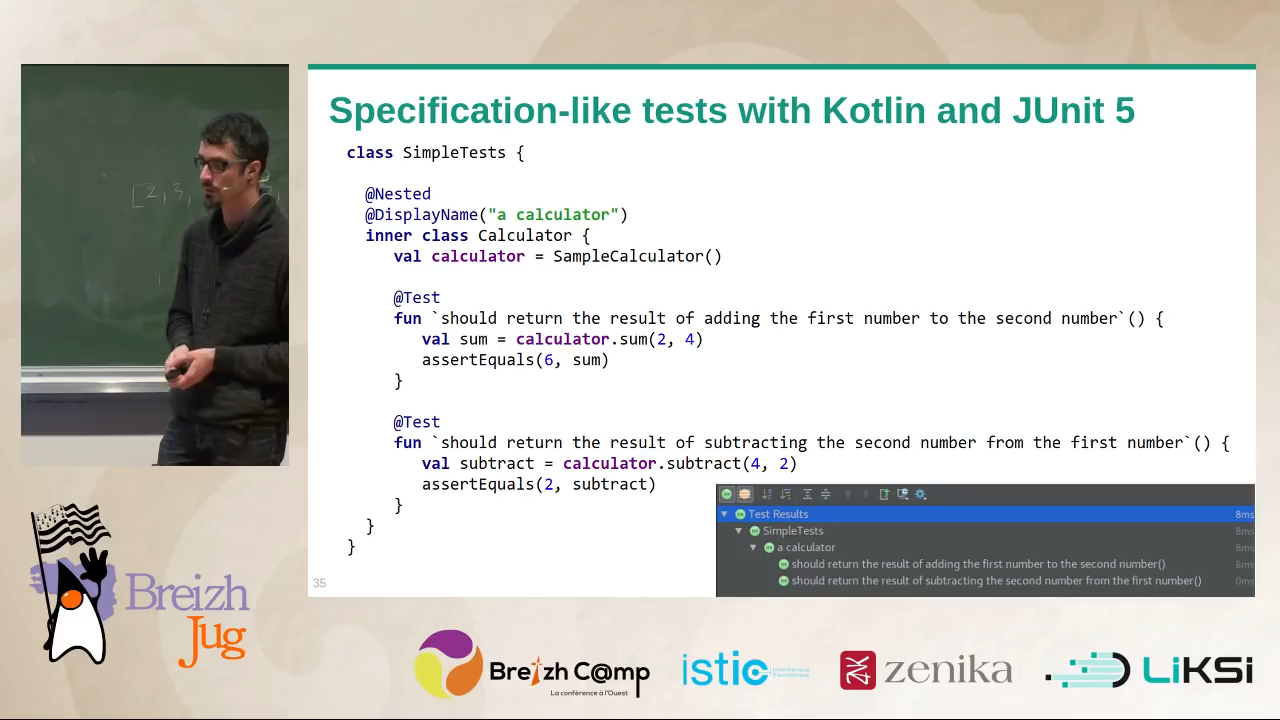 Specification-like tests with Kotlin and JUnit 5
class SimpleTests {
@Nested
@DisplayName("a calculator")
inner class Calculator {
val calculator = SampleCalculator()
@Test
fun `should return the result of adding the first number to the second number`() {
val sum = calculator.sum(2, 4)
assertEquals(6, sum)
}
@Test
fun `should return the result of subtracting the second number from the first number`() {
val subtract = calculator.subtract(4, 2)
assertEquals(2, subtract)
}
}
}
35
Test Results 8ms
SimpleTests 8ms
a calculator 8ms
should return the result of adding the first number to the second number() 8ms
should return the result of subtracting the second number from the first number() 0ms
[2, 3,
Breizh
Jug
Breizh C@mp
La conférence à l'Ouest
istic Informatique Electronique
zenika
LiKSi